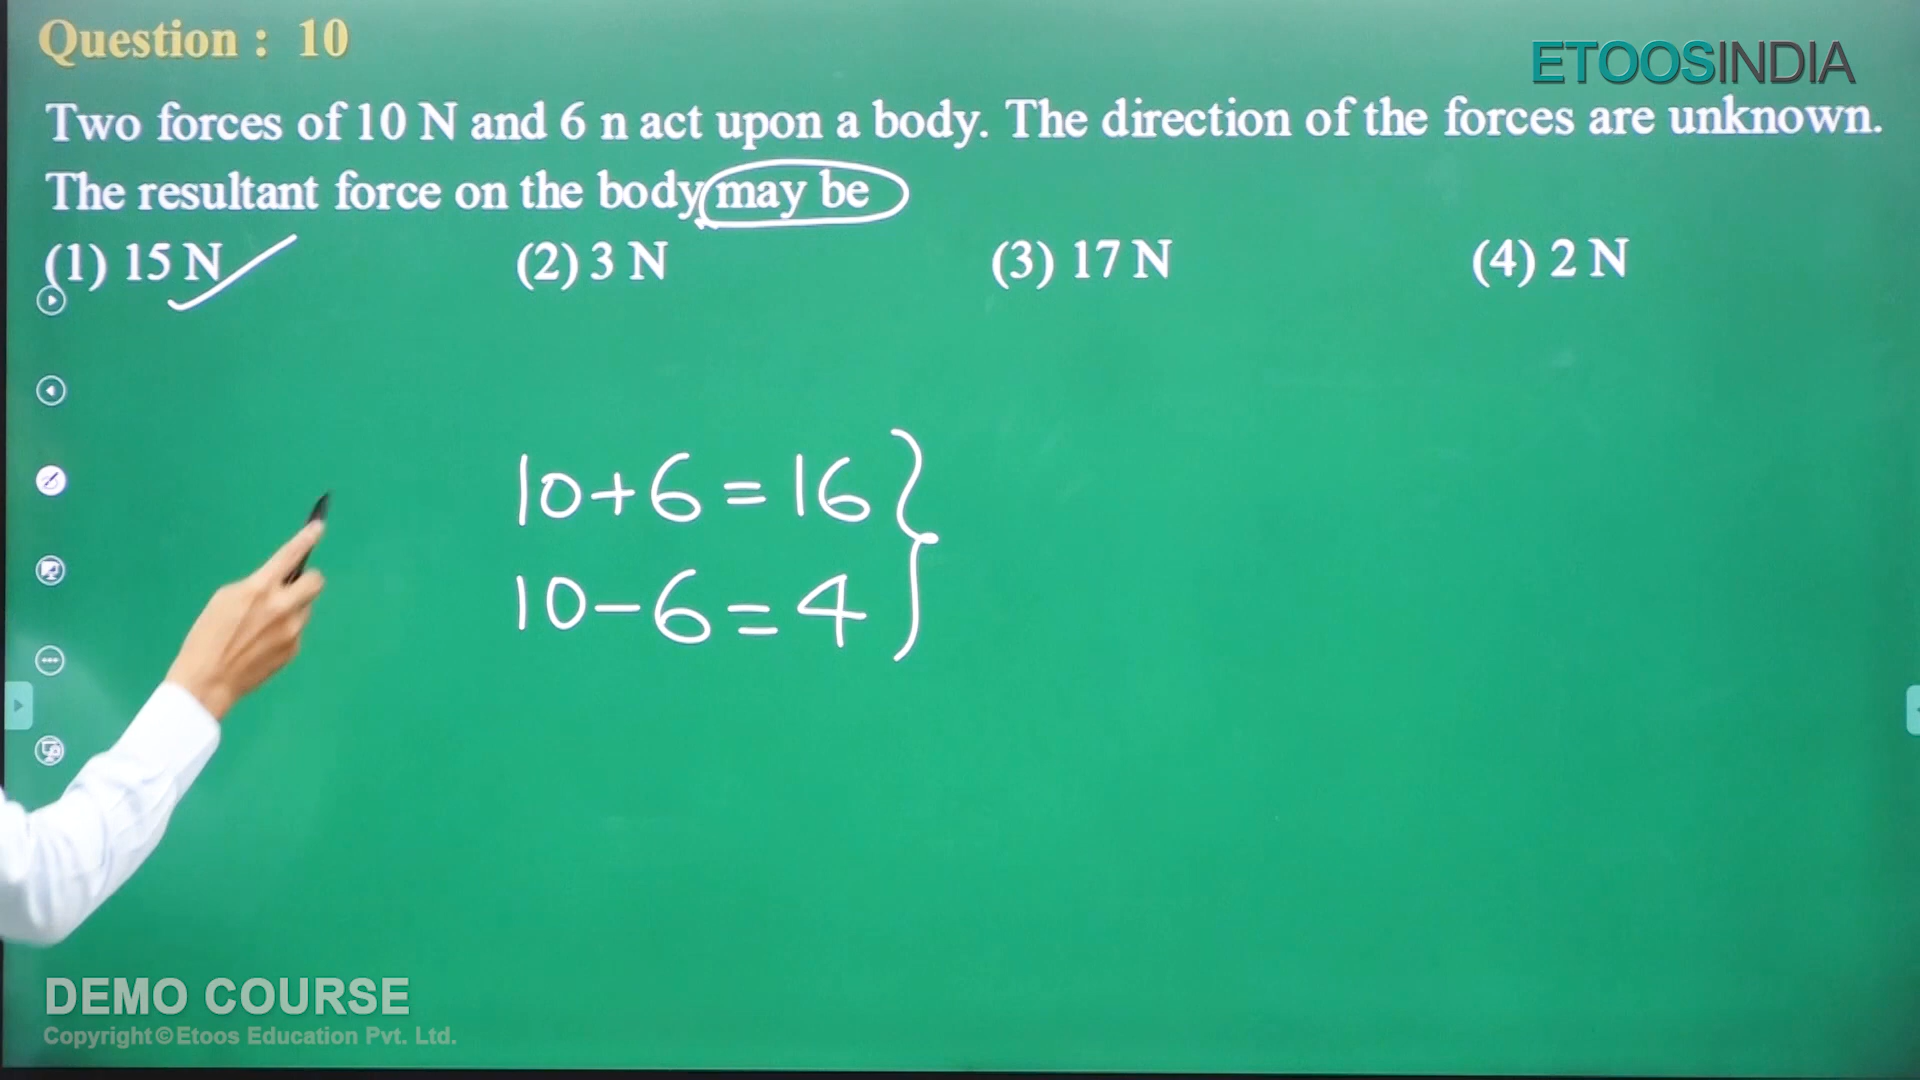 Question : 10
ETOOSINDIA
Two forces of 10 N and 6 n act upon a body. The direction of the forces are unknown.
The resultant force on the body may be
(1) 15 N (2) 3 N (3) 17 N (4) 2 N
10+6=16
10-6=4
DEMO COURSE
Copyright©Etoos Education Pvt. Ltd.